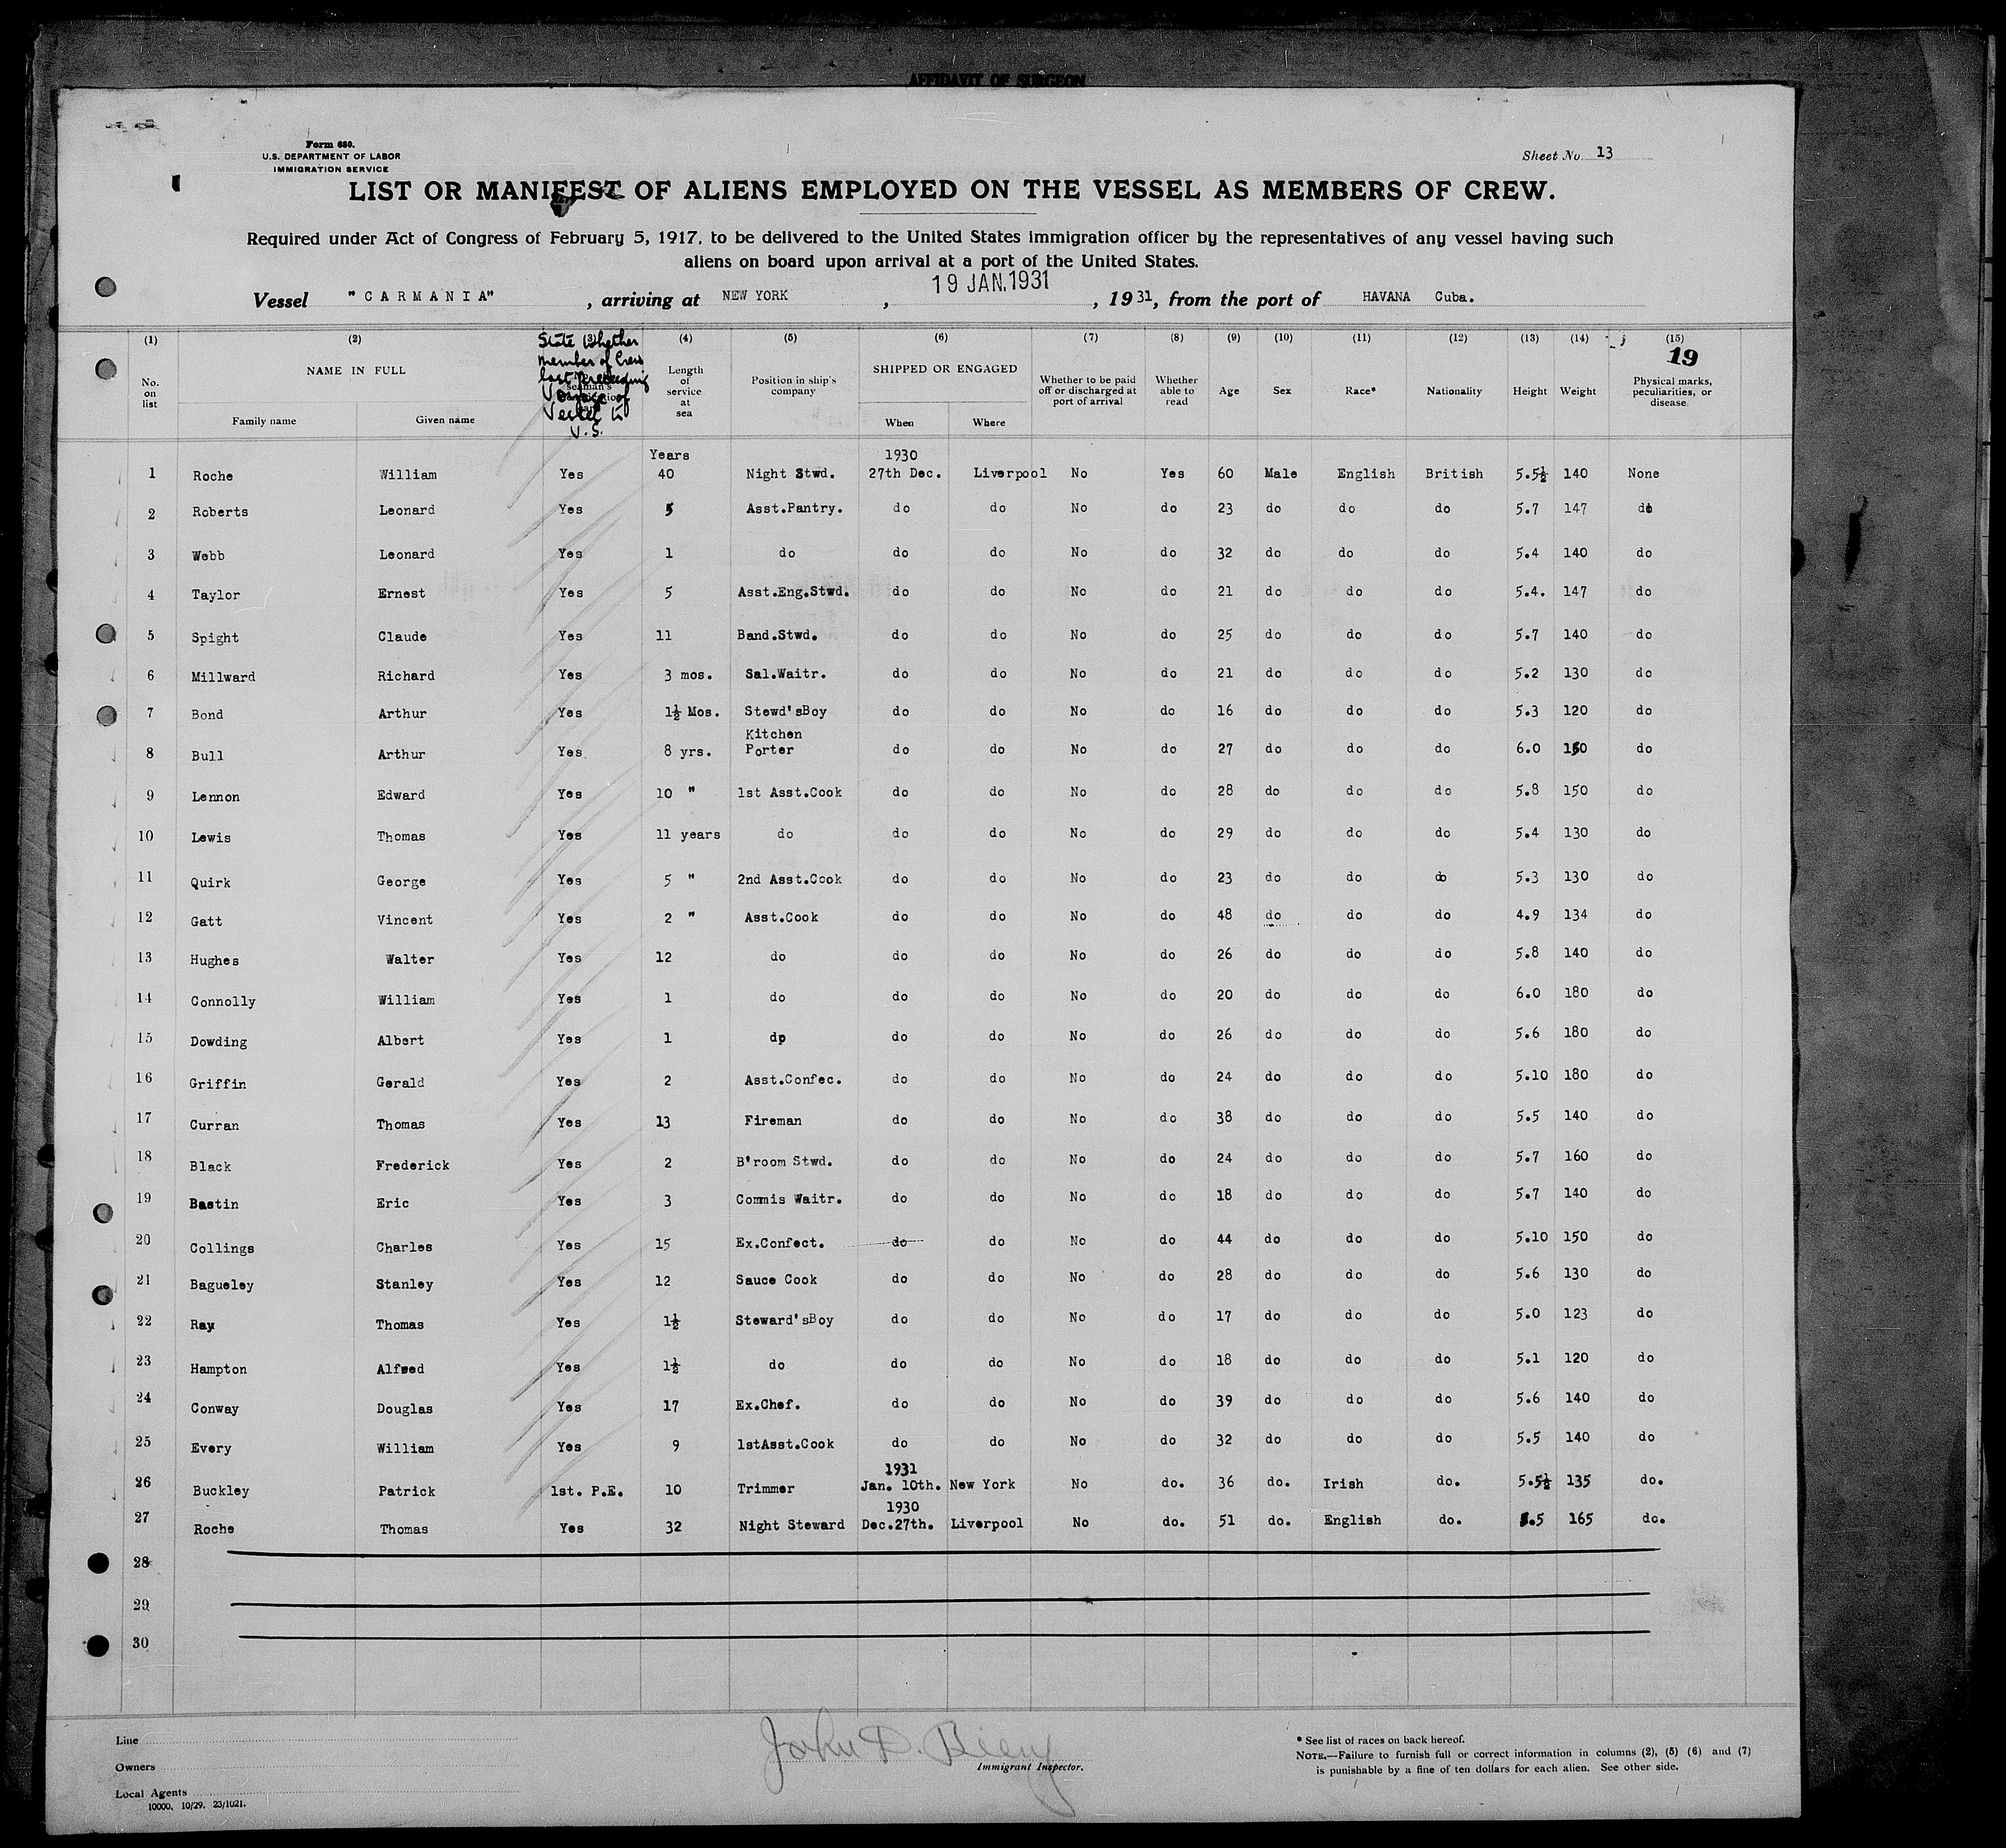 AFFIDAVIT OF SURGEON
Form 680.
U.S. DEPARTMENT OF LABOR
IMMIGRATION SERVICE
Sheet No. 13
LIST OR MANIFEST OF ALIENS EMPLOYED ON THE VESSEL AS MEMBERS OF CREW.
Required under Act of Congress of February 5, 1917, to be delivered to the United States immigration officer by the representatives of any vessel having such
aliens on board upon arrival at a port of the United States.
Vessel "CARMANIA", arriving at NEW YORK, 19 JAN. 1931, 1931, from the port of HAVANA Cuba.
(1) (2) (3) (4) (5) (6) (7) (8) (9) (10) (11) (12) (13) (14) (15)
19
No. on list
NAME IN FULL
Family name Given name
State whether member of Crew last Preceeding Voyage of Vessel to U.S.
Length of service at sea
Position in ship's company
SHIPPED OR ENGAGED
When Where
Whether to be paid off or discharged at port of arrival
Whether able to read
Age Sex Race* Nationality Height Weight
Physical marks, peculiarities, or disease.
Years 1930
1 Roche William Yes 40 Night Stwd. 27th Dec. Liverpool No Yes 60 Male English British 5.5½ 140 None
2 Roberts Leonard Yes 5 Asst.Pantry. do do No do 23 do do do 5.7 147 do
3 Webb Leonard Yes 1 do do do No do 32 do do do 5.4 140 do
4 Taylor Ernest Yes 5 Asst.Eng.Stwd. do do No do 21 do do do 5.4. 147 do
5 Spight Claude Yes 11 Band.Stwd. do do No do 25 do do do 5.7 140 do
6 Millward Richard Yes 3 mos. Sal.Waitr. do do No do 21 do do do 5.2 130 do
7 Bond Arthur Yes 1½ Mos. Stewd'sBoy do do No do 16 do do do 5.3 120 do
8 Bull Arthur Yes 8 yrs. Kitchen Porter do do No do 27 do do do 6.0 do
9 Lennon Edward Yes 10 " 1st Asst.Cook do do No do 28 do do do 5.8 150 do
10 Lewis Thomas Yes 11 years do do do No do 29 do do do 5.4 130 do
11 Quirk George Yes 5 " 2nd Asst.Cook do do No do 23 do do do 5.3 130 do
12 Gatt Vincent Yes 2 " Asst.Cook do do No do 48 do do do 4.9 134 do
13 Hughes Walter Yes 12 do do do No do 26 do do do 5.8 140 do
14 Connolly William Yes 1 do do do No do 20 do do do 6.0 180 do
15 Dowding Albert Yes 1 dp do do No do 26 do do do 5.6 180 do
16 Griffin Gerald Yes 2 Asst.Confec. do do No do 24 do do do 5.10 180 do
17 Curran Thomas Yes 13 Fireman do do No do 38 do do do 5.5 140 do
18 Black Frederick Yes 2 B'room Stwd. do do No do 24 do do do 5.7 160 do
19 Bastin Eric Yes 3 Commis Waitr. do do No do 18 do do do 5.7 140 do
20 Collings Charles Yes 15 Ex.Confect. do do No do 44 do do do 5.10 150 do
21 Bagueley Stanley Yes 12 Sauce Cook do do No do 28 do do do 5.6 130 do
22 Ray Thomas Yes 1½ Steward'sBoy do do No do 17 do do do 5.0 123 do
23 Hampton Alfred Yes 1½ do do do No do 18 do do do 5.1 120 do
24 Conway Douglas Yes 17 Ex.Chef. do do No do 39 do do do 5.6 140 do
25 Every William Yes 9 1stAsst.Cook do do No do 32 do do do 5.5 140 do
1931
26 Buckley Patrick 1st. P.E. 10 Trimmer Jan. 10th. New York No do. 36 do. Irish do. 5.5½ 135 do.
1930
27 Roche Thomas Yes 32 Night Steward Dec.27th. Liverpool No do. 51 do. English do. 5.5 165 do.
28
29
30
Line
Owners
Local Agents
10000, 10/29. 23/1021.
John D.
Immigrant Inspector.
* See list of races on back hereof.
NOTE.—Failure to furnish full or correct information in columns (2), (5) (6) and (7)
is punishable by a fine of ten dollars for each alien. See other side.